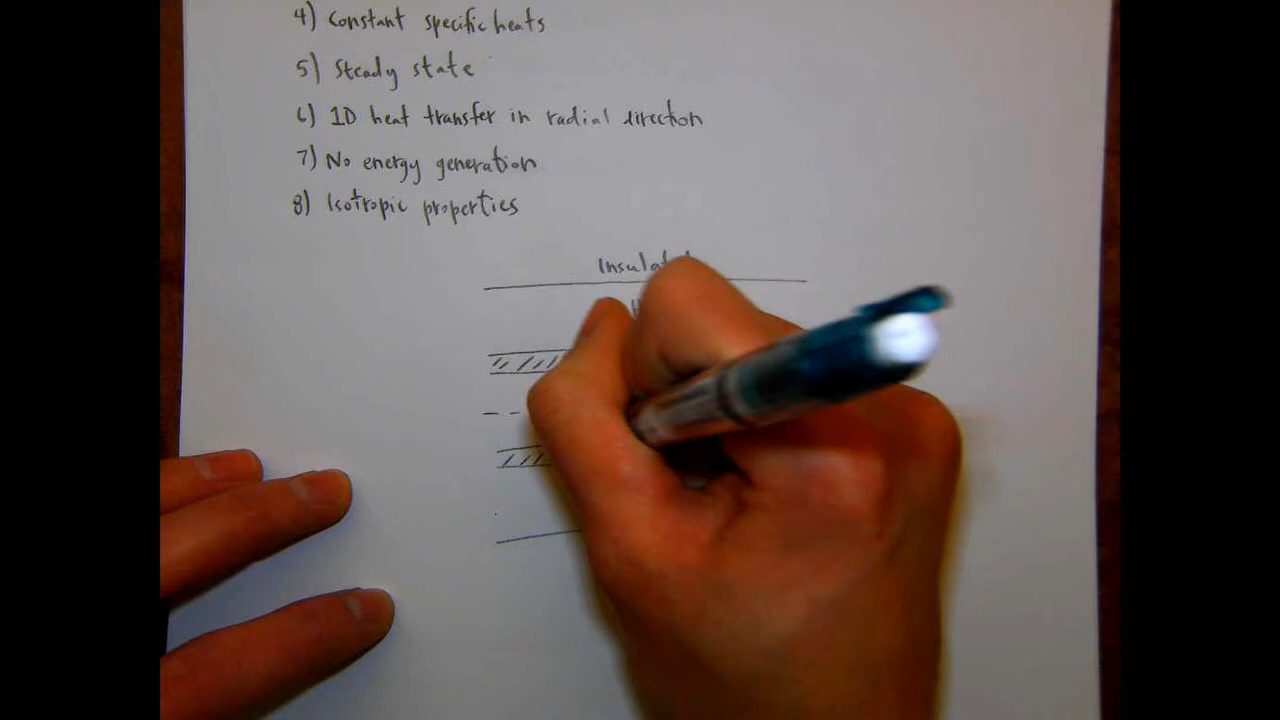 4) Constant specific heats
5) Steady state
6) 1D heat transfer in radial direction
7) No energy generation
8) Isotropic properties